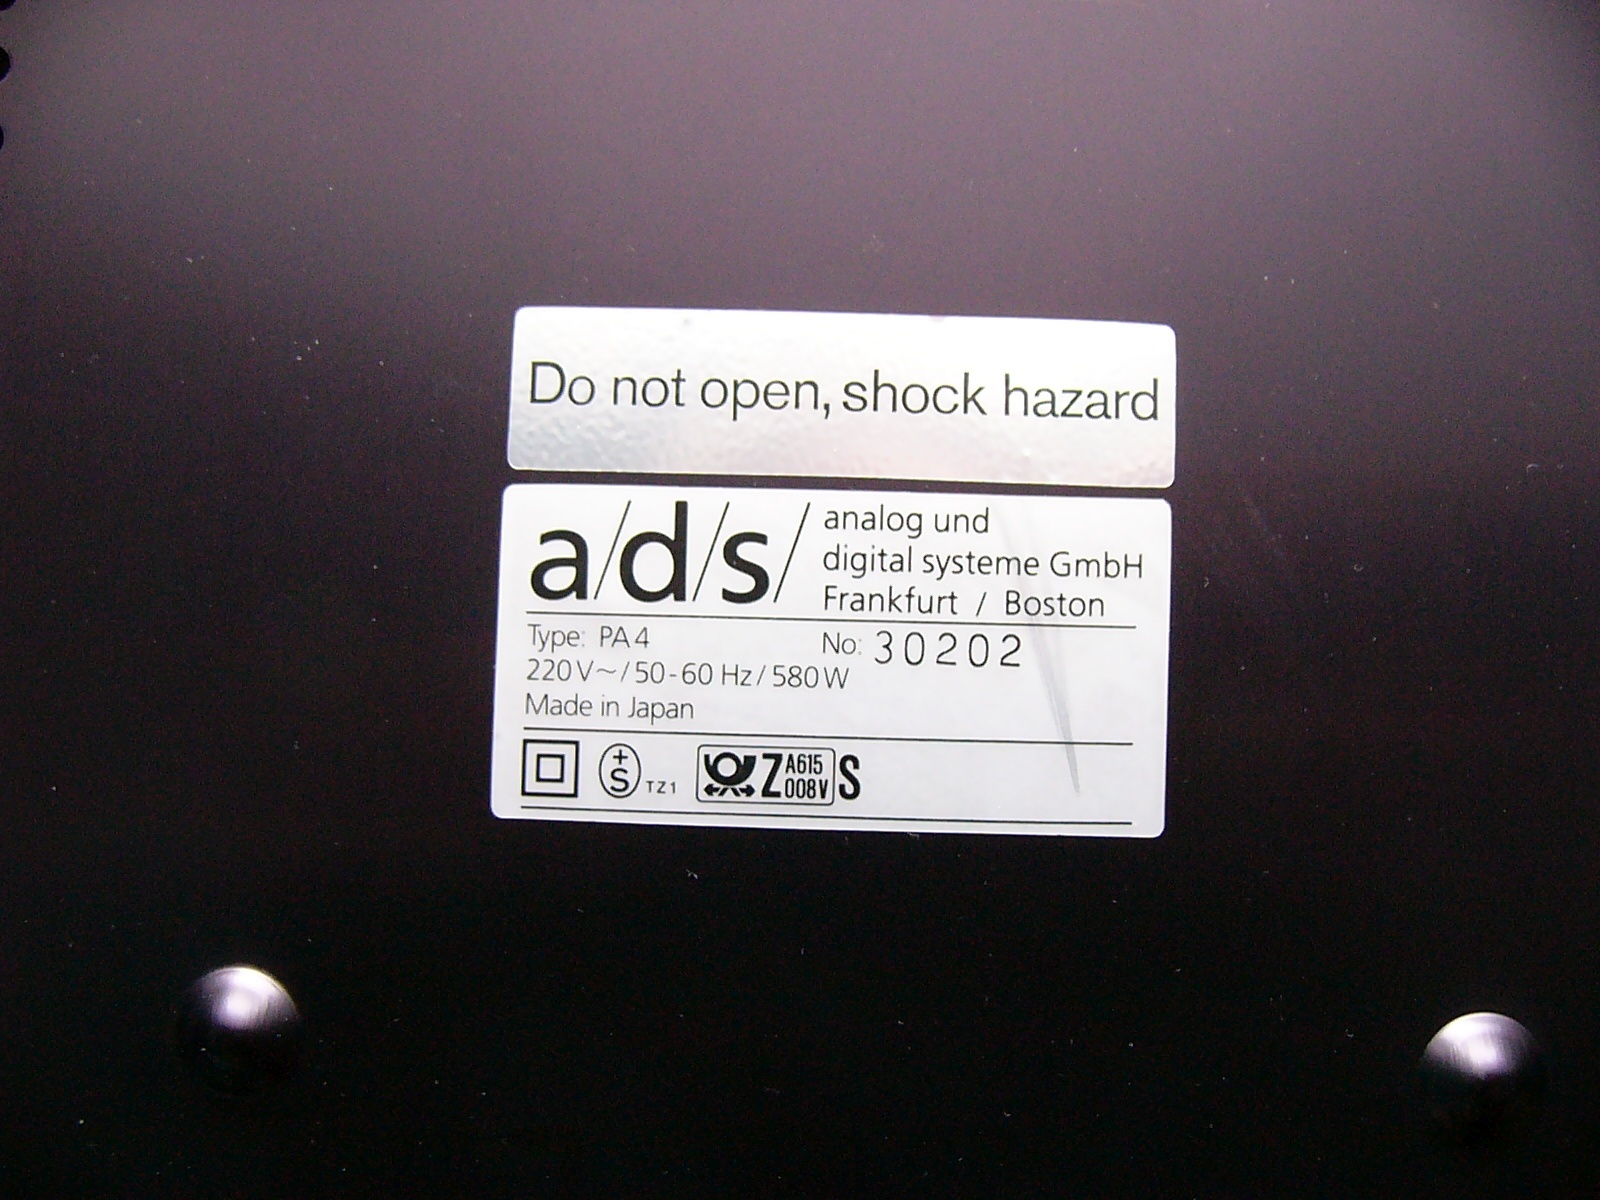 Do not open, shock hazard
a/d/s/
analog und
digital systeme GmbH
Frankfurt / Boston
Type: PA4
No: 30202
220V~/50-60 Hz/580W
Made in Japan
+S TZ1
Z A615 008V S